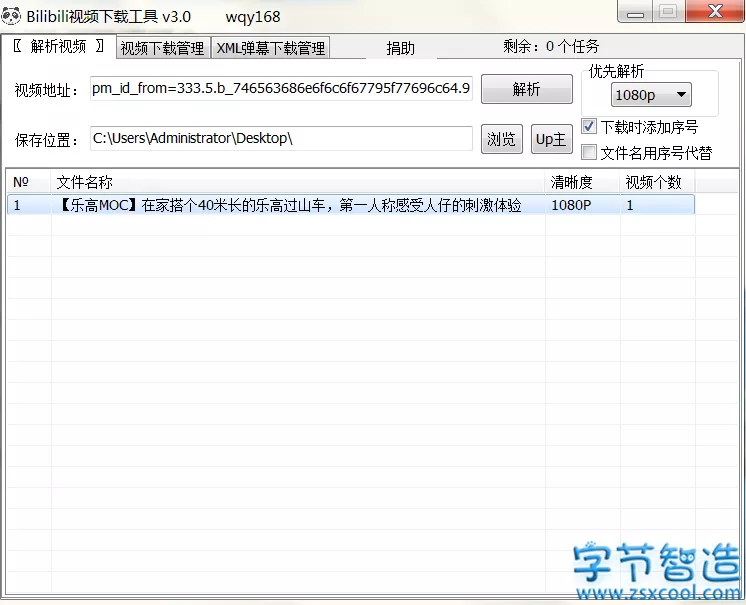 Bilibili视频下载工具 v3.0 wqy168
〖 解析视频 〗 视频下载管理 XML弹幕下载管理 捐助 剩余：0 个任务
视频地址： pm_id_from=333.5.b_746563686e6f6c6f67795f77696c64.9 解析
优先解析
1080p
保存位置： C:\Users\Administrator\Desktop\ 浏览 Up主
下载时添加序号
文件名用序号代替
№ 文件名称 清晰度 视频个数
1 【乐高MOC】在家搭个40米长的乐高过山车，第一人称感受人仔的刺激体验 1080P 1
字节智造
www.zsxcool.com